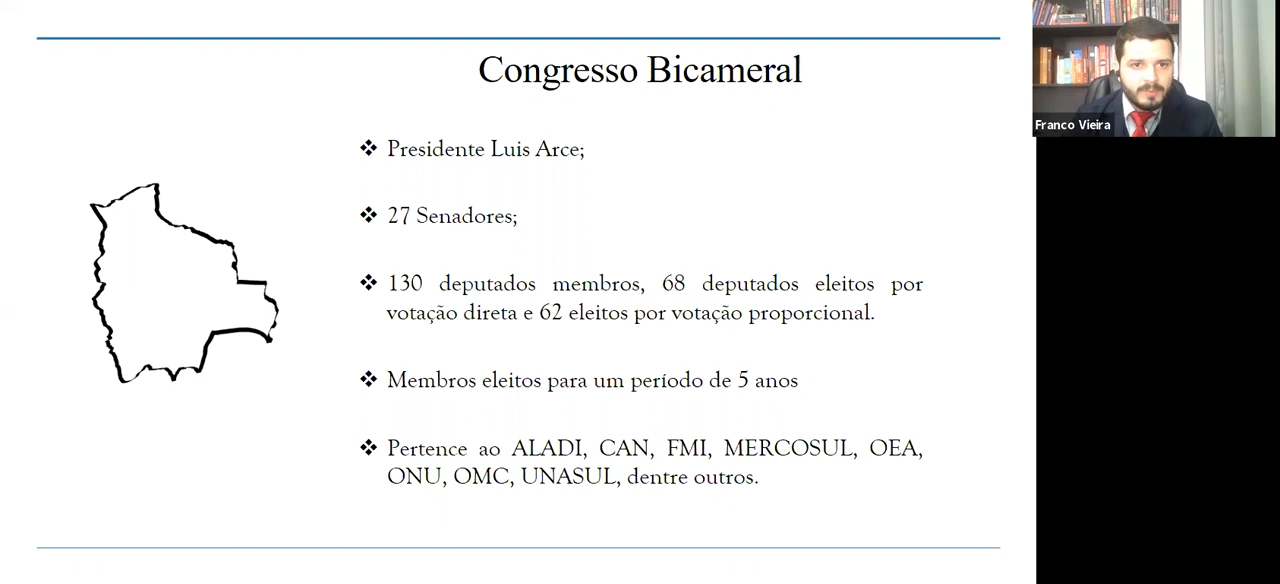 Congresso Bicameral
Presidente Luis Arce;
27 Senadores;
130 deputados membros, 68 deputados eleitos por
votação direta e 62 eleitos por votação proporcional.
Membros eleitos para um período de 5 anos
Pertence ao ALADI, CAN, FMI, MERCOSUL, OEA,
ONU, OMC, UNASUL, dentre outros.
Franco Vieira